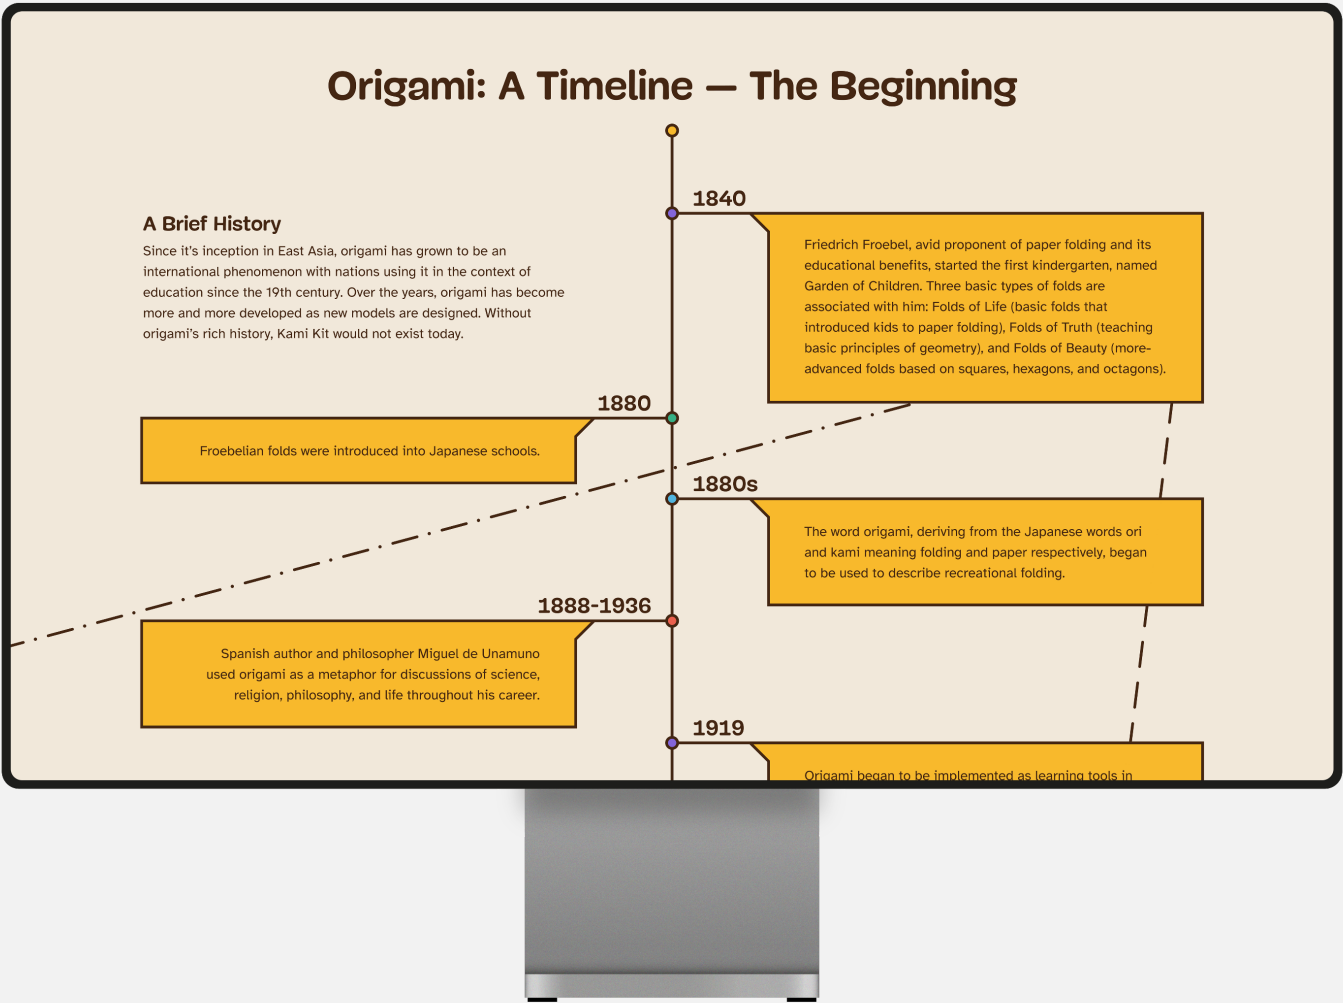 Origami: A Timeline — The Beginning
A Brief History
Since it’s inception in East Asia, origami has grown to be an
international phenomenon with nations using it in the context of
education since the 19th century. Over the years, origami has become
more and more developed as new models are designed. Without
origami’s rich history, Kami Kit would not exist today.
1840
Friedrich Froebel, avid proponent of paper folding and its
educational benefits, started the first kindergarten, named
Garden of Children. Three basic types of folds are
associated with him: Folds of Life (basic folds that
introduced kids to paper folding), Folds of Truth (teaching
basic principles of geometry), and Folds of Beauty (more-
advanced folds based on squares, hexagons, and octagons).
1880
Froebelian folds were introduced into Japanese schools.
1880s
The word origami, deriving from the Japanese words ori
and kami meaning folding and paper respectively, began
to be used to describe recreational folding.
1888-1936
Spanish author and philosopher Miguel de Unamuno
used origami as a metaphor for discussions of science,
religion, philosophy, and life throughout his career.
1919
Origami began to be implemented as learning tools in